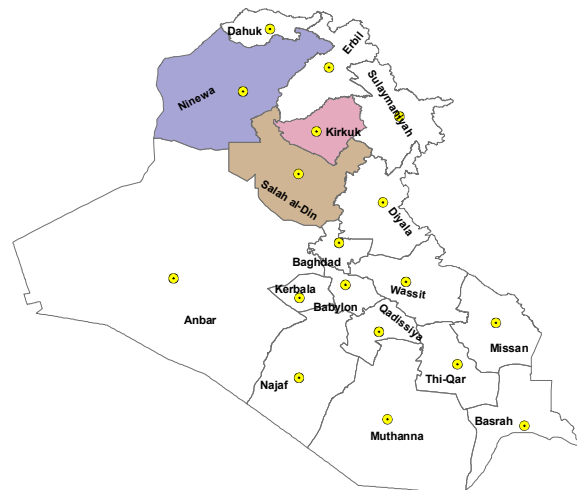 Dahuk
Erbil
Ninewa
Sulaymaniyah
Kirkuk
Salah al-Din
Diyala
Baghdad
Kerbala
Babylon
Wassit
Anbar
Qadissiya
Missan
Najaf
Thi-Qar
Muthanna
Basrah